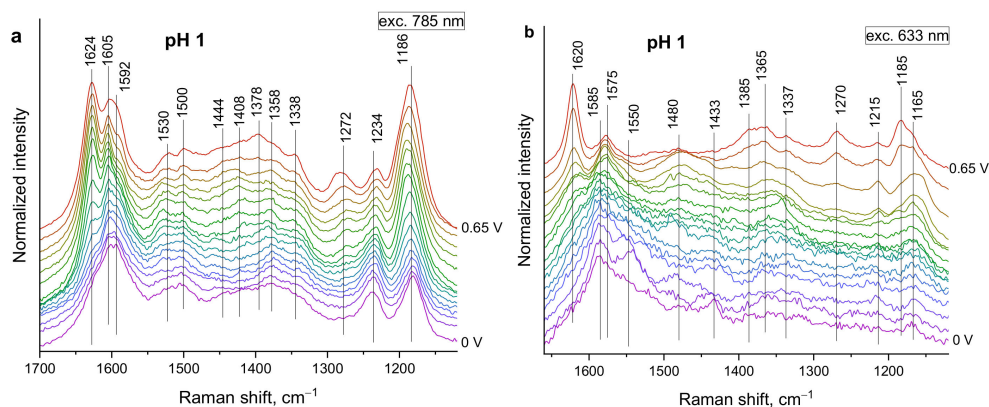 a
pH 1
exc. 785 nm
1624
1605
1592
1530
1500
1444
1408
1378
1358
1338
1272
1234
1186
Normalized intensity
0.65 V
0 V
1700
1600
1500
1400
1300
1200
Raman shift, cm⁻¹
b
pH 1
exc. 633 nm
1620
1585
1575
1550
1480
1433
1385
1365
1337
1270
1215
1185
1165
Normalized intensity
0.65 V
0 V
1600
1500
1400
1300
1200
Raman shift, cm⁻¹